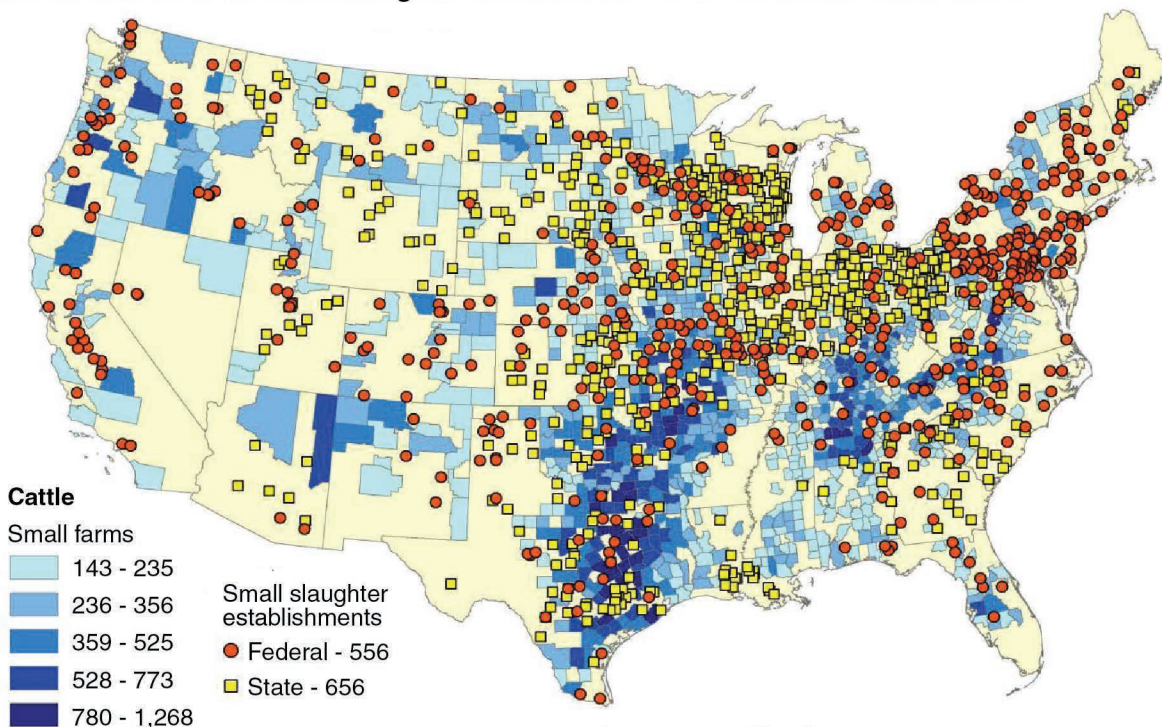 Cattle
Small farms
143 - 235
236 - 356
359 - 525
528 - 773
780 - 1,268
Small slaughter
establishments
Federal - 556
State - 656